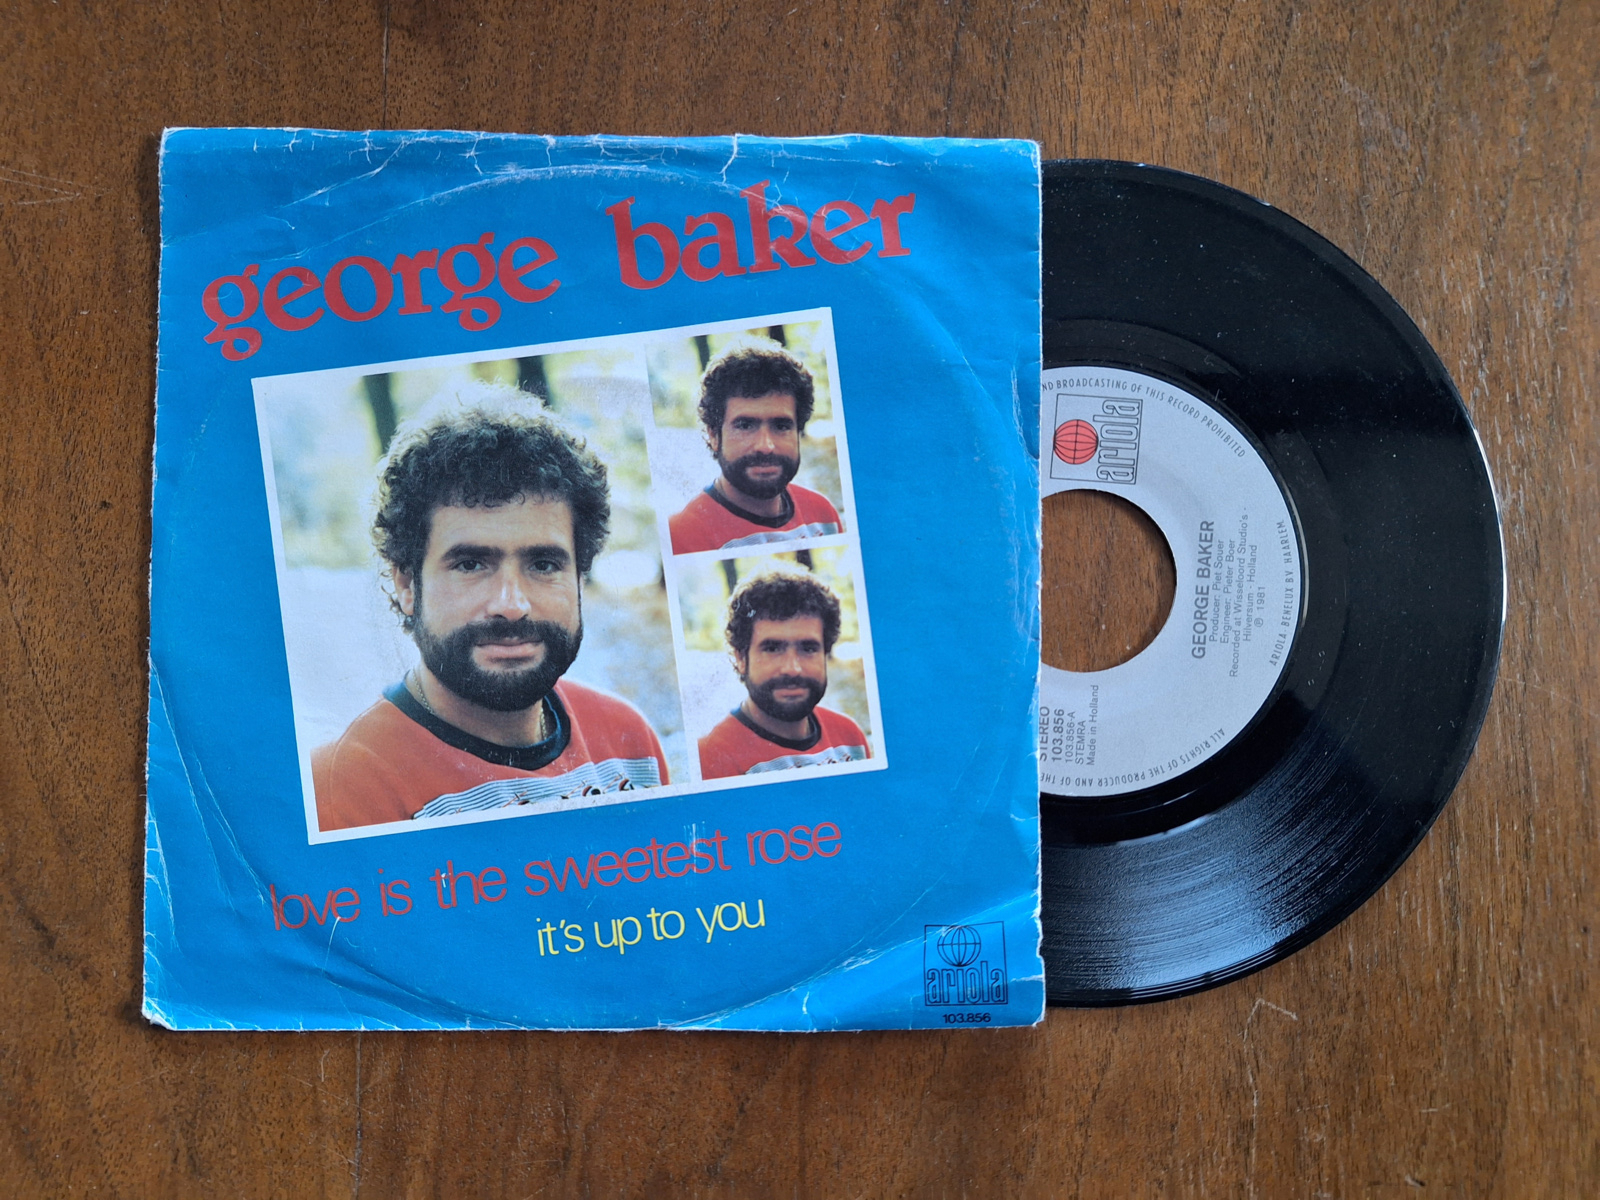 george baker
love is the sweetest rose
it's up to you
ariola
103.856
ND BROADCASTING OF THIS RECORD PROHIBITED
ariola
GEORGE BAKER
Producer: Piet Souer
Engineer: Pieter Boer
Recorded at Wisseloord Studio's -
Hilversum - Holland
℗ 1981
STEREO
103.856
103.856-A
STEMRA
Made in Holland
ARIOLA BENELUX BV HAARLEM
ALL RIGHTS OF THE PRODUCER AND OF THE